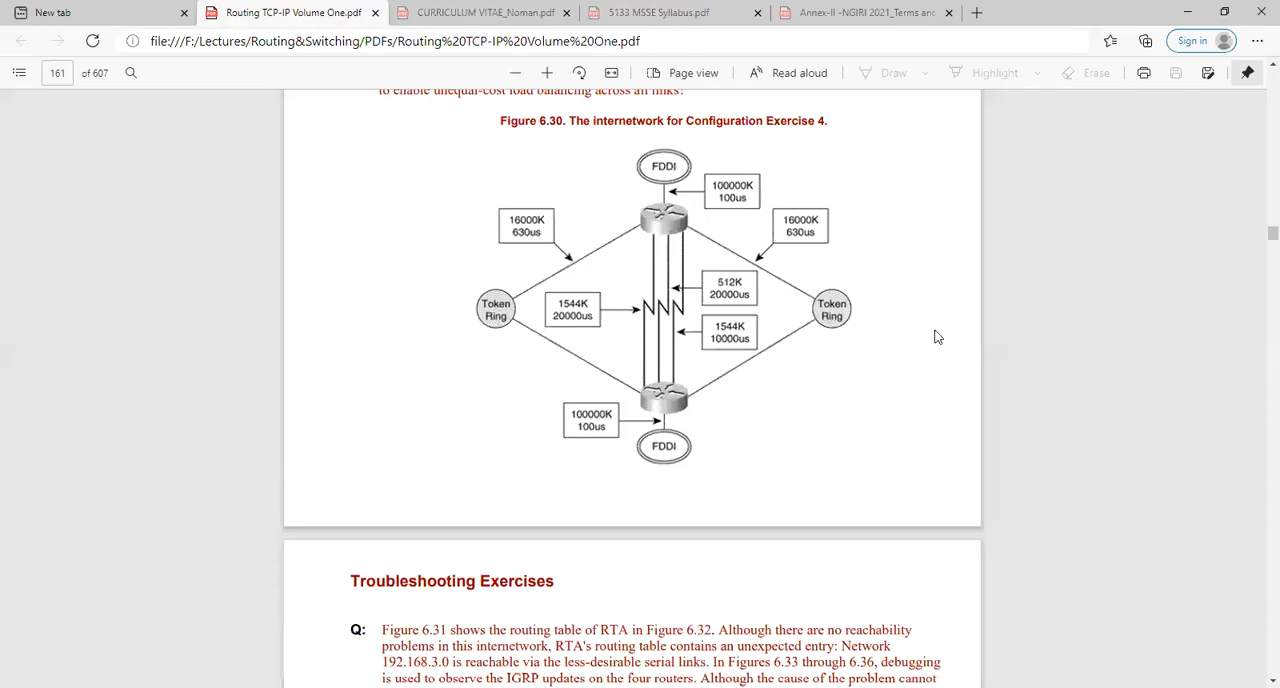 New tab
Routing TCP-IP Volume One.pdf
CURRICULUM VITAE_Noman.pdf
5133 MSSE Syllabus.pdf
Annex-II -NGIRI 2021_Terms and
file:///F:/Lectures/Routing&Switching/PDFs/Routing%20TCP-IP%20Volume%20One.pdf
Sign in
161 of 607
Page view
Read aloud
Draw
Highlight
Erase
to enable unequal-cost load balancing across all links?
Figure 6.30. The internetwork for Configuration Exercise 4.
FDDI
100000K
100us
16000K
630us
16000K
630us
512K
20000us
Token
Ring
1544K
20000us
Token
Ring
1544K
10000us
100000K
100us
FDDI
Troubleshooting Exercises
Q: Figure 6.31 shows the routing table of RTA in Figure 6.32. Although there are no reachability
problems in this internetwork, RTA's routing table contains an unexpected entry: Network
192.168.3.0 is reachable via the less-desirable serial links. In Figures 6.33 through 6.36, debugging
is used to observe the IGRP updates on the four routers. Although the cause of the problem cannot